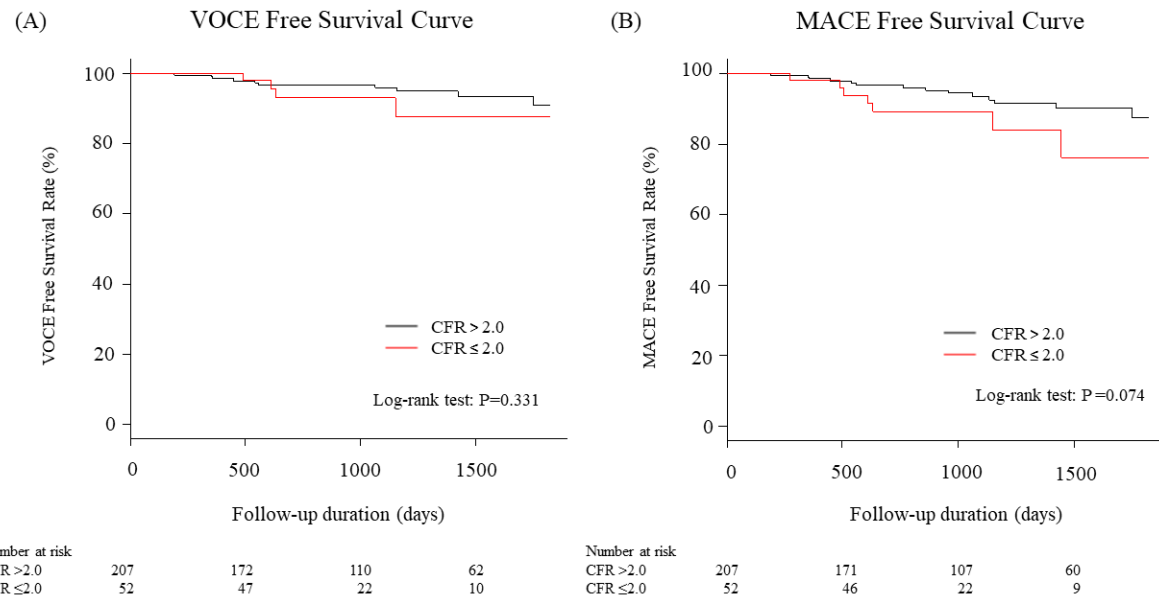 (A)
VOCE Free Survival Curve
VOCE Free Survival Rate (%)
100
80
60
40
20
0
CFR > 2.0
CFR ≤ 2.0
Log-rank test: P=0.331
0
500
1000
1500
Follow-up duration (days)
mber at risk
R >2.0 207 172 110 62
R ≤2.0 52 47 22 10
(B)
MACE Free Survival Curve
MACE Free Survival Rate (%)
100
80
60
40
20
0
CFR > 2.0
CFR ≤ 2.0
Log-rank test: P =0.074
0
500
1000
1500
Follow-up duration (days)
Number at risk
CFR >2.0 207 171 107 60
CFR ≤2.0 52 46 22 9